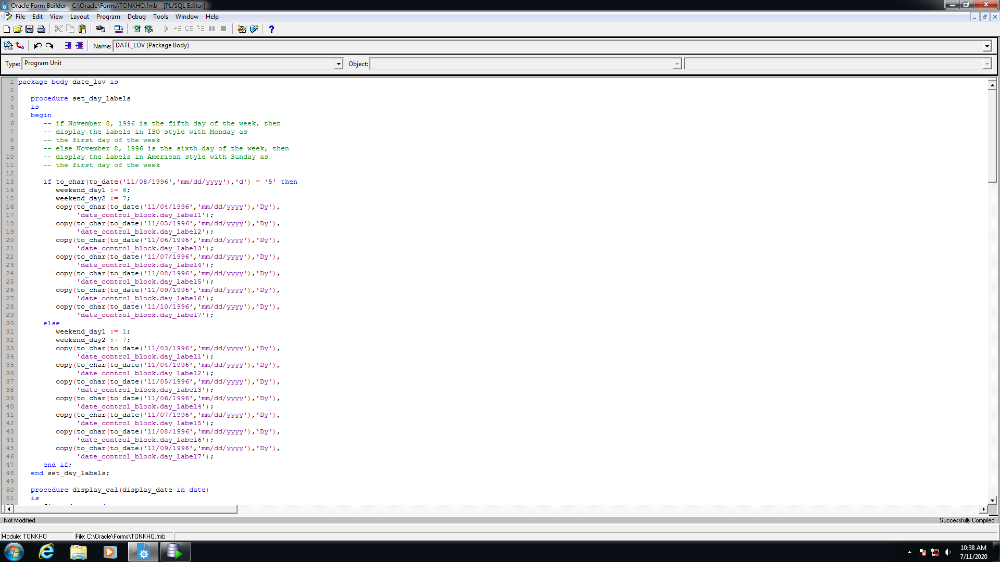 Oracle Form Builder - C:\Oracle\Forms\TONKHO.fmb - [PL/SQL Editor]
File Edit View Layout Program Debug Tools Window Help
Name: DATE_LOV (Package Body)
Type: Program Unit Object:
1 package body date_lov is
2
3 procedure set_day_labels
4 is
5 begin
6 -- if November 8, 1996 is the fifth day of the week, then
7 -- display the labels in ISO style with Monday as
8 -- the first day of the week
9 -- else November 8, 1996 is the sixth day of the week, then
10 -- display the labels in American style with Sunday as
11 -- the first day of the week
12
13 if to_char(to_date('11/08/1996','mm/dd/yyyy'),'d') = '5' then
14 weekend_day1 := 6;
15 weekend_day2 := 7;
16 copy(to_char(to_date('11/04/1996','mm/dd/yyyy'),'Dy'),
17 'date_control_block.day_label1');
18 copy(to_char(to_date('11/05/1996','mm/dd/yyyy'),'Dy'),
19 'date_control_block.day_label2');
20 copy(to_char(to_date('11/06/1996','mm/dd/yyyy'),'Dy'),
21 'date_control_block.day_label3');
22 copy(to_char(to_date('11/07/1996','mm/dd/yyyy'),'Dy'),
23 'date_control_block.day_label4');
24 copy(to_char(to_date('11/08/1996','mm/dd/yyyy'),'Dy'),
25 'date_control_block.day_label5');
26 copy(to_char(to_date('11/09/1996','mm/dd/yyyy'),'Dy'),
27 'date_control_block.day_label6');
28 copy(to_char(to_date('11/10/1996','mm/dd/yyyy'),'Dy'),
29 'date_control_block.day_label7');
30 else
31 weekend_day1 := 1;
32 weekend_day2 := 7;
33 copy(to_char(to_date('11/03/1996','mm/dd/yyyy'),'Dy'),
34 'date_control_block.day_label1');
35 copy(to_char(to_date('11/04/1996','mm/dd/yyyy'),'Dy'),
36 'date_control_block.day_label2');
37 copy(to_char(to_date('11/05/1996','mm/dd/yyyy'),'Dy'),
38 'date_control_block.day_label3');
39 copy(to_char(to_date('11/06/1996','mm/dd/yyyy'),'Dy'),
40 'date_control_block.day_label4');
41 copy(to_char(to_date('11/07/1996','mm/dd/yyyy'),'Dy'),
42 'date_control_block.day_label5');
43 copy(to_char(to_date('11/08/1996','mm/dd/yyyy'),'Dy'),
44 'date_control_block.day_label6');
45 copy(to_char(to_date('11/09/1996','mm/dd/yyyy'),'Dy'),
46 'date_control_block.day_label7');
47 end if;
48 end set_day_labels;
49
50 procedure display_cal(display_date in date)
51 is
Not Modified Successfully Compiled
Module: TONKHO File: C:\Oracle\Forms\TONKHO.fmb
10:38 AM
7/11/2020